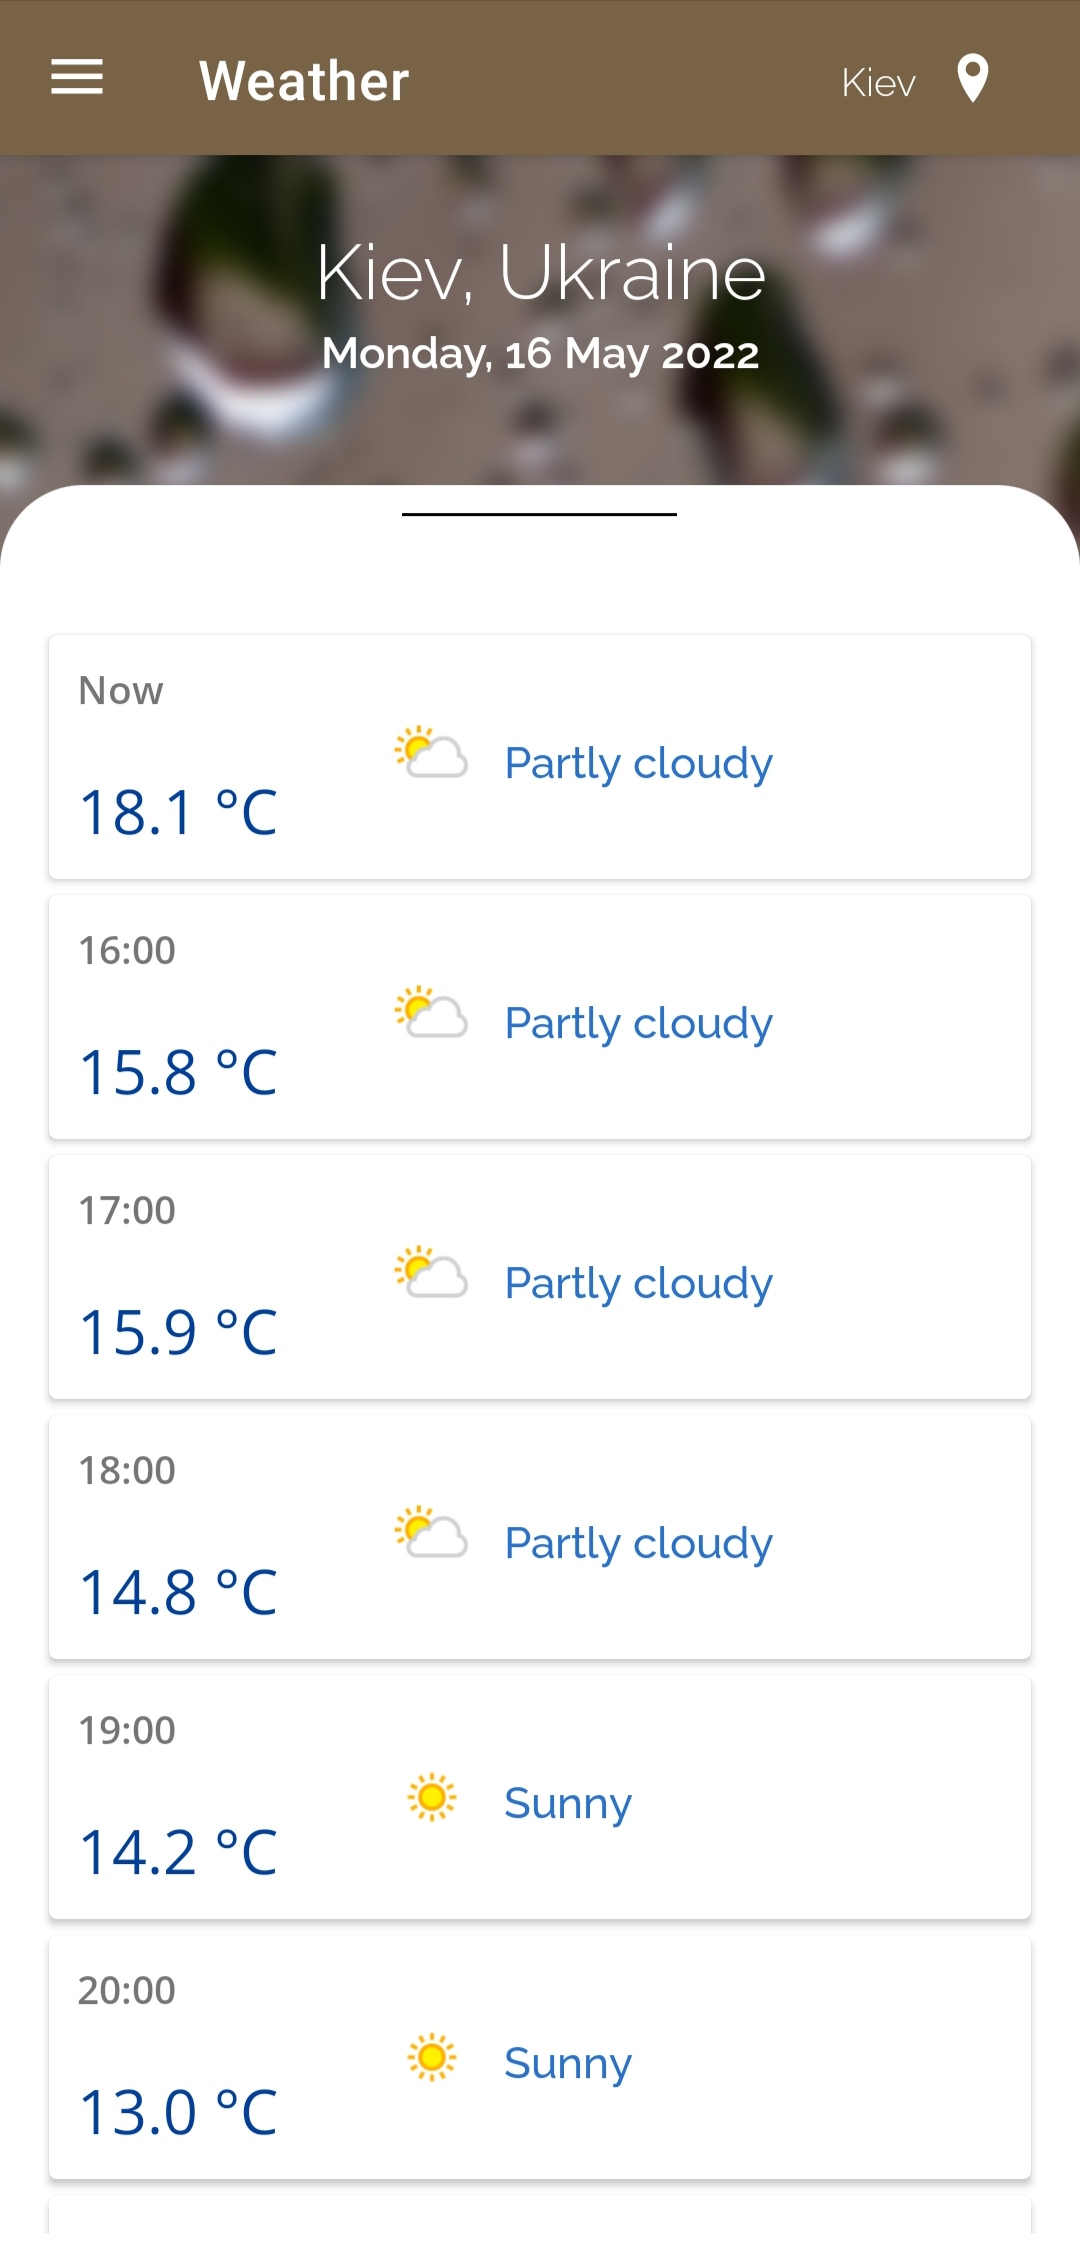 Weather
Kiev
Kiev, Ukraine
Monday, 16 May 2022
Now
Partly cloudy
18.1 °C
16:00
Partly cloudy
15.8 °C
17:00
Partly cloudy
15.9 °C
18:00
Partly cloudy
14.8 °C
19:00
Sunny
14.2 °C
20:00
Sunny
13.0 °C